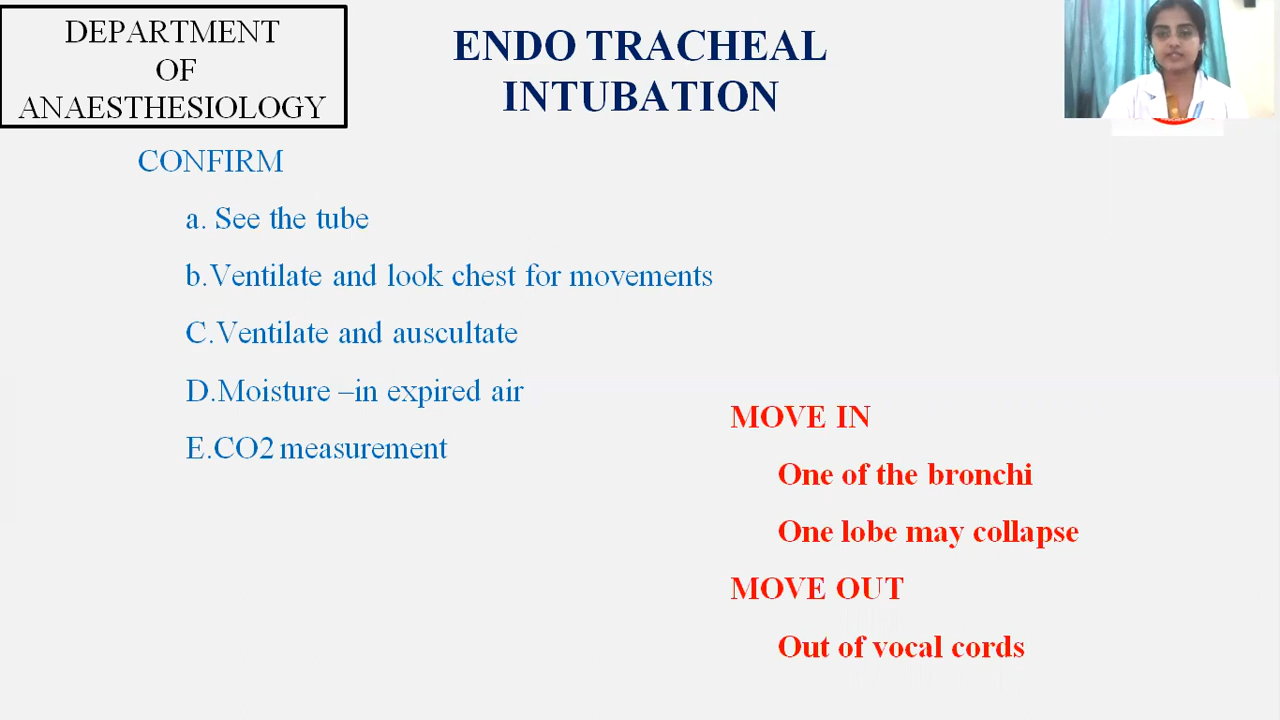 DEPARTMENT
OF
ANAESTHESIOLOGY
ENDO TRACHEAL
INTUBATION
CONFIRM
a. See the tube
b.Ventilate and look chest for movements
C.Ventilate and auscultate
D.Moisture –in expired air
E.CO2 measurement
MOVE IN
One of the bronchi
One lobe may collapse
MOVE OUT
Out of vocal cords